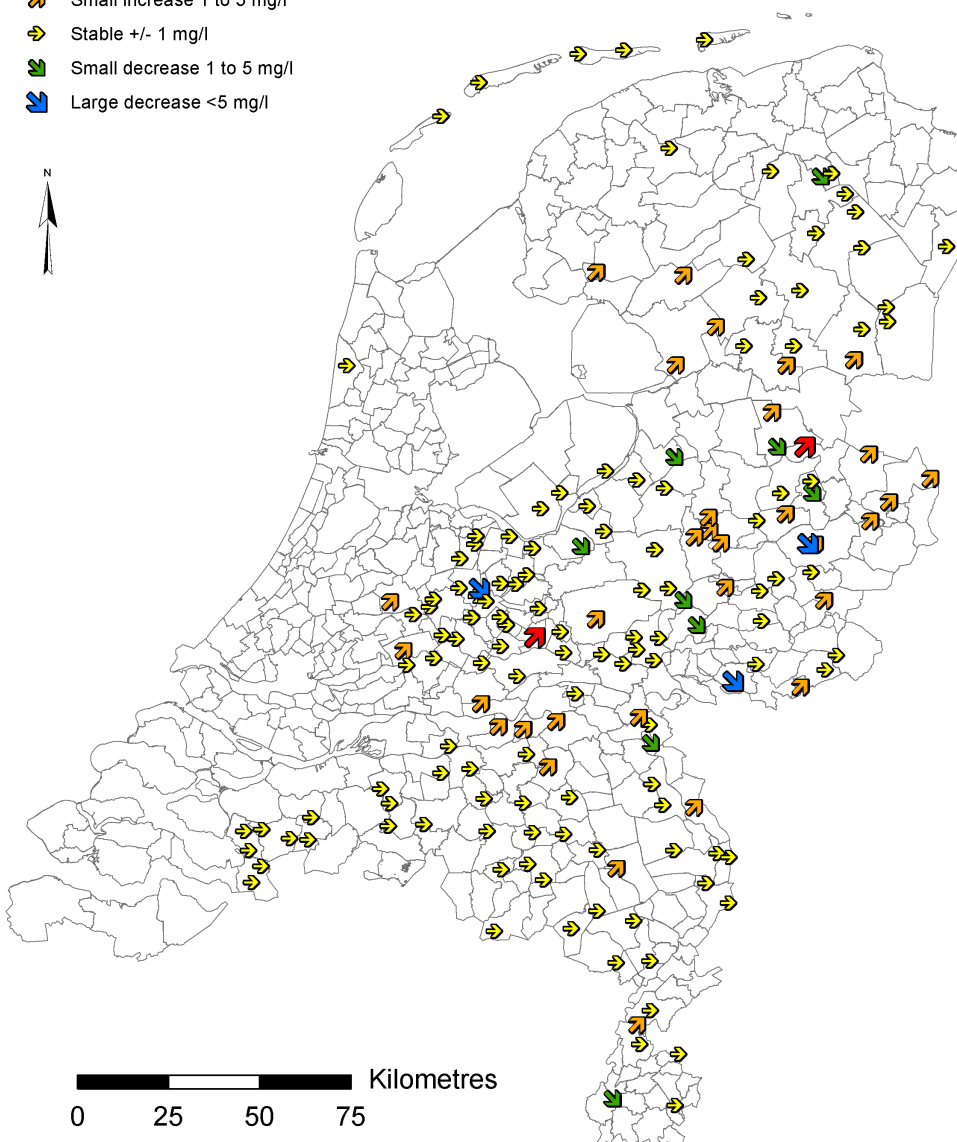 Small increase 1 to 5 mg/l
Stable +/- 1 mg/l
Small decrease 1 to 5 mg/l
Large decrease <5 mg/l
N
Kilometres
0 25 50 75